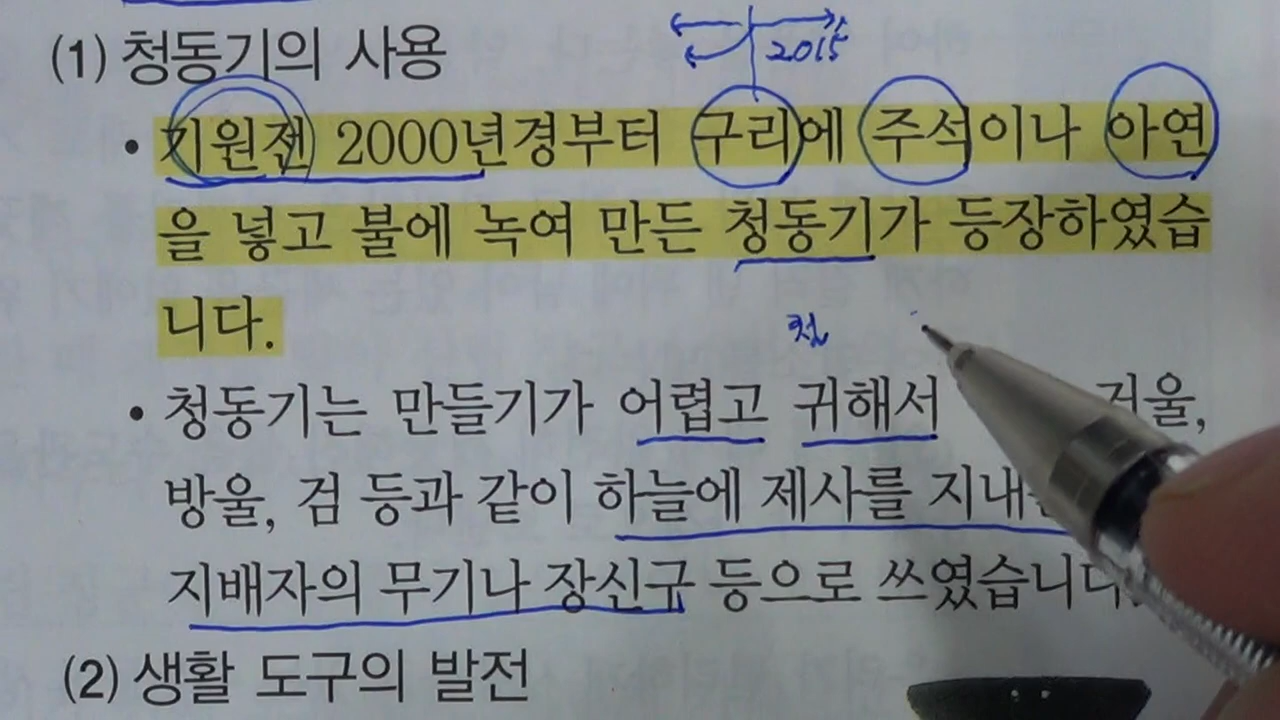 2015
(1) 청동기의 사용
• 기원전 2000년경부터 구리에 주석이나 아연
을 넣고 불에 녹여 만든 청동기가 등장하였습
니다.
• 청동기는 만들기가 어렵고 귀해서 거울,
방울, 검 등과 같이 하늘에 제사를 지내
지배자의 무기나 장신구 등으로 쓰였습니다.
(2) 생활 도구의 발전